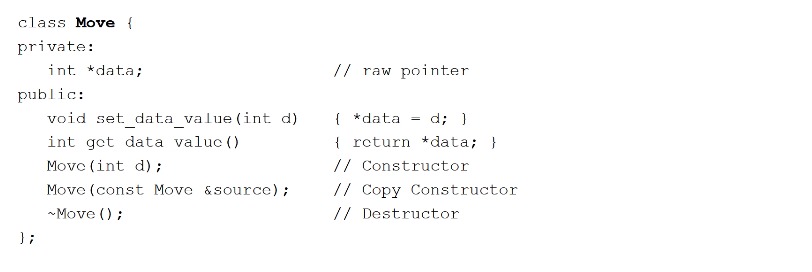 class Move {
private:
   int *data;                    // raw pointer
public:
   void set_data_value(int d)    { *data = d; }
   int get data value()          { return *data; }
   Move(int d);                  // Constructor
   Move(const Move &source);     // Copy Constructor
   ~Move();                      // Destructor
};